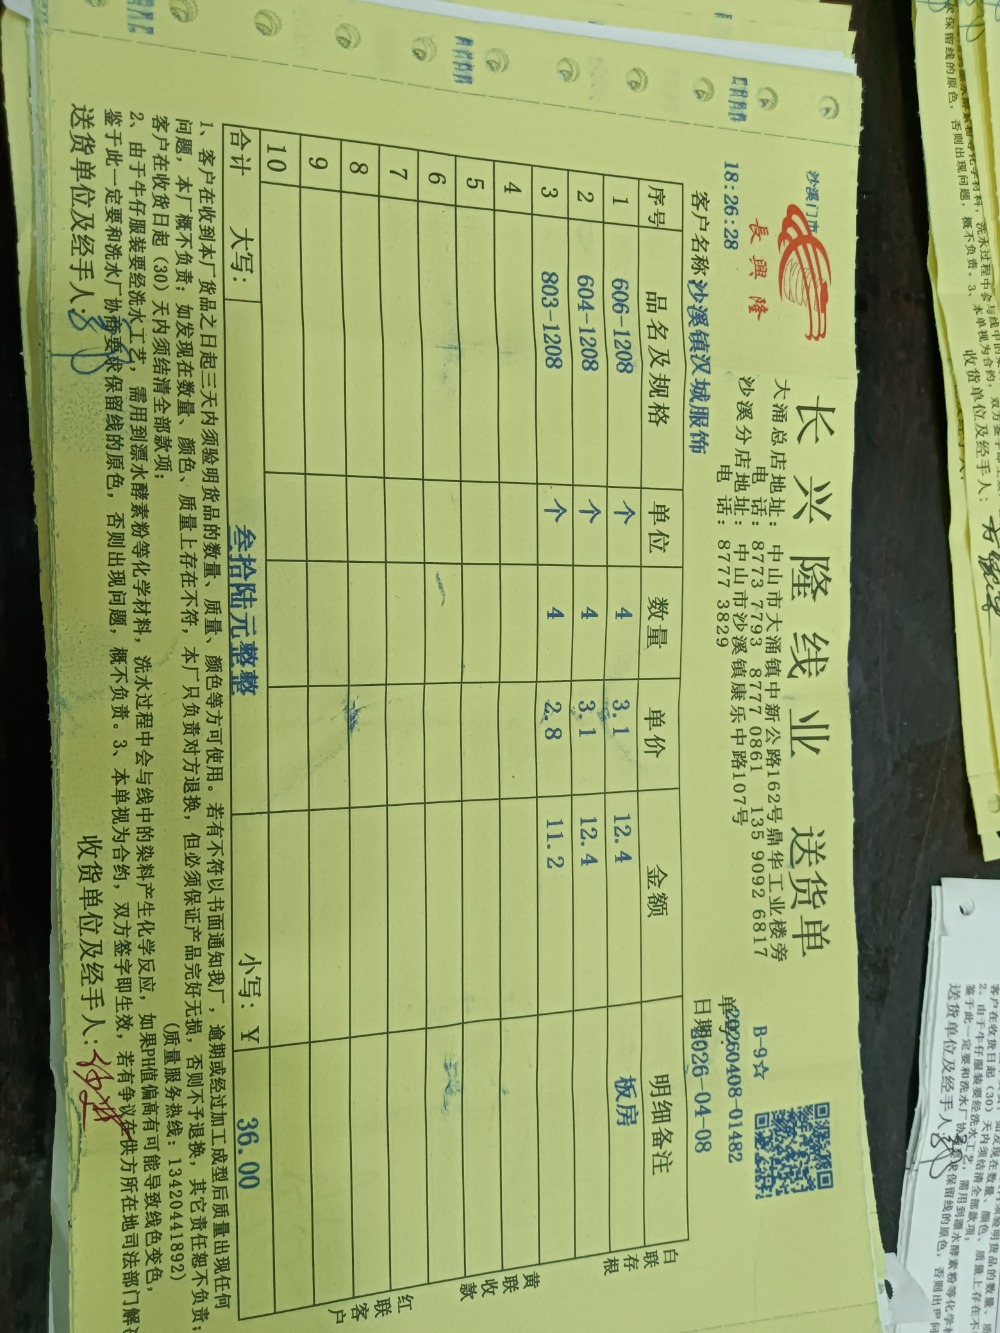 沙溪门市
長興隆
18:26:28
长兴隆线业 送货单
大涌总店地址: 中山市大涌镇中新公路162号鼎华工业楼旁
电 话: 8773 7793 8777 0861 135 9092 6817
沙溪分店地址: 中山市沙溪镇康乐中路107号
电 话: 8777 3829
B-9☆
单号:20260408-01482
客户名称沙溪镇汉城服饰
日期2026-04-08
序号 品名及规格 单位 数量 单价 金额 明细备注
1 606-1208 个 4 3.1 12.4 板房
2 604-1208 个 4 3.1 12.4
3 803-1208 个 4 2.8 11.2
4
5
6
7
8
9
10
合计 大写: 叁拾陆元整整 小写: ¥ 36.00
白联存根
黄联收款
红联客户
1、客户在收到本厂货品之日起三天内须验明货品的数量、质量、颜色等方可使用。若有不符以书面通知我厂，逾期或经过加工成型后质量出现任何
问题，本厂概不负责；如发现在数量、颜色、质量上存在不符，本厂只负责对方退换，但必须保证产品完好无损，否则不予退换，其它责任恕不负责；
客户在收货日起（30）天内须结清全部款项； (质量服务热线: 13420441892)
2、由于牛仔服装要经洗水工艺，需用到漂水酵素粉等化学材料，洗水过程中会与线中的染料产生化学反应，如果PH值偏高有可能导致线色变色，
鉴于此一定要和洗水厂协商要求保留线的原色，否则出现问题，概不负责。3、本单视为合约，双方签字即生效，若有争议在供方所在地司法部门解
送货单位及经手人: 收货单位及经手人: